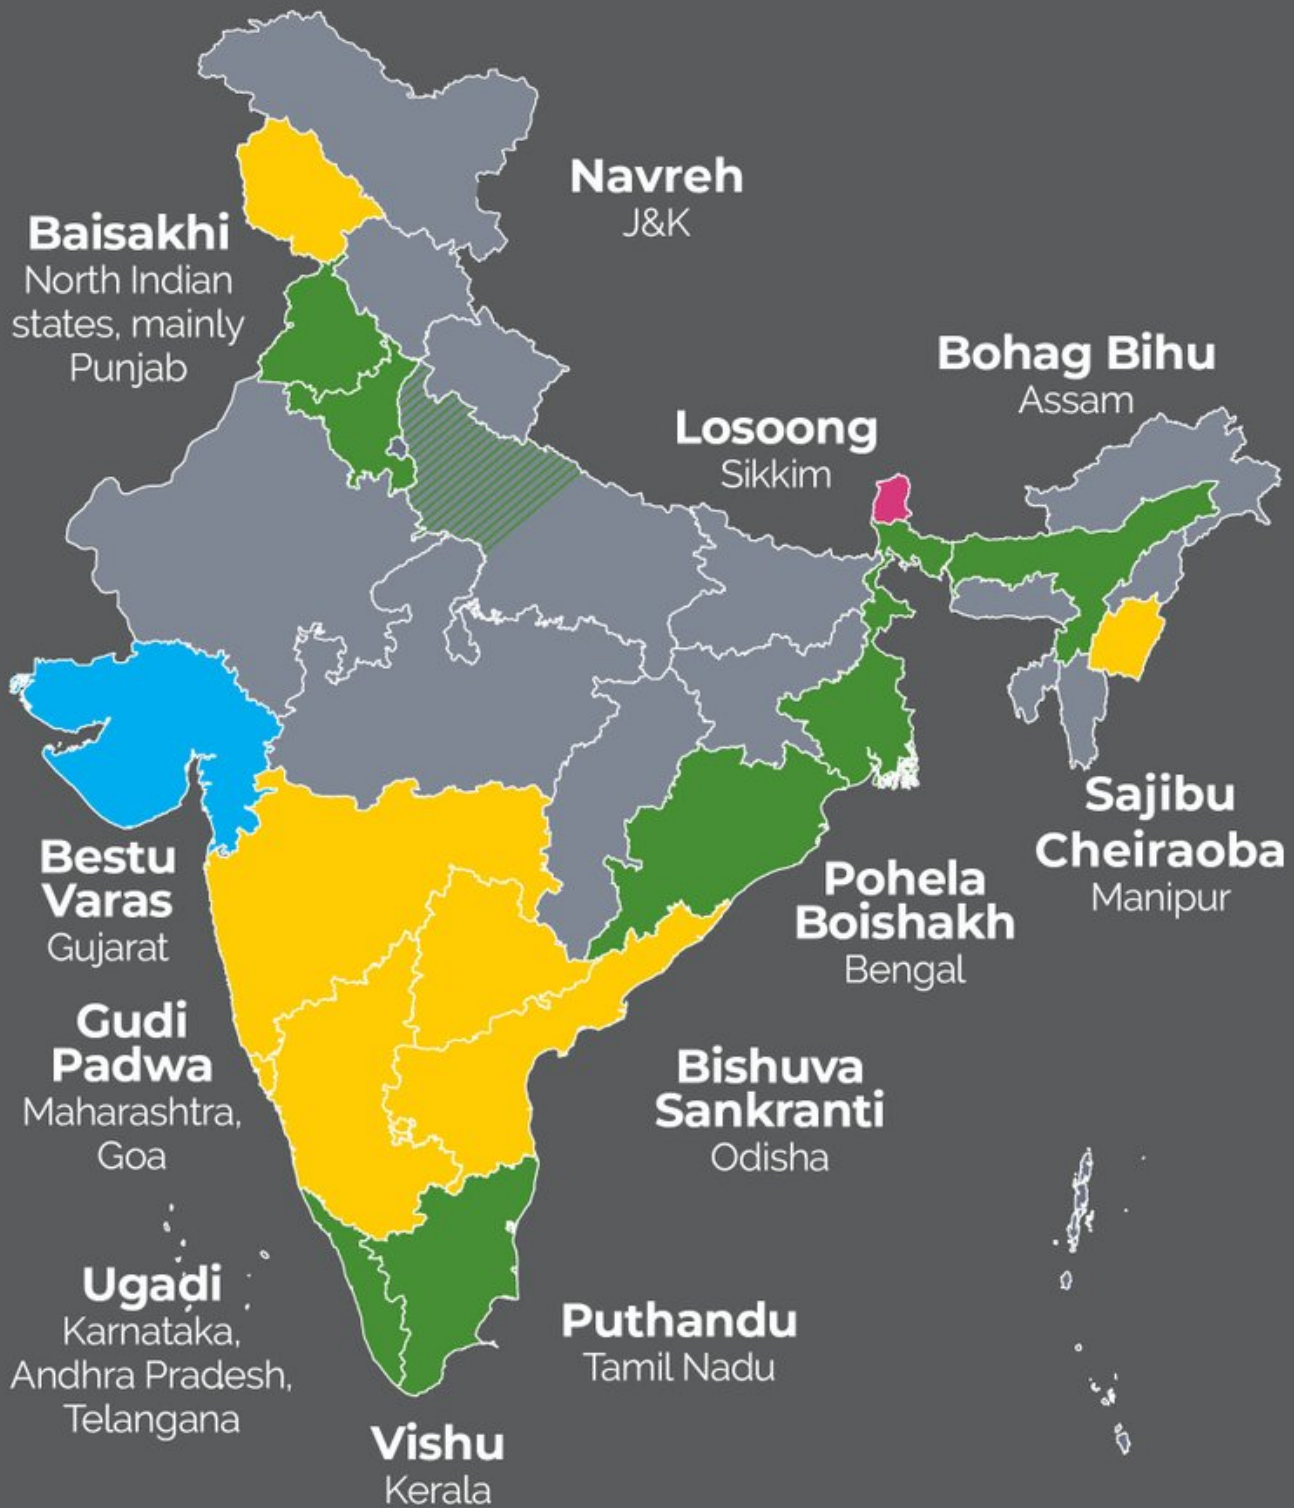 Navreh
J&K
Baisakhi
North Indian
states, mainly
Punjab
Bohag Bihu
Assam
Losoong
Sikkim
Sajibu
Cheiraoba
Manipur
Bestu
Varas
Gujarat
Pohela
Boishakh
Bengal
Gudi
Padwa
Maharashtra,
Goa
Bishuva
Sankranti
Odisha
Ugadi
Karnataka,
Andhra Pradesh,
Telangana
Puthandu
Tamil Nadu
Vishu
Kerala